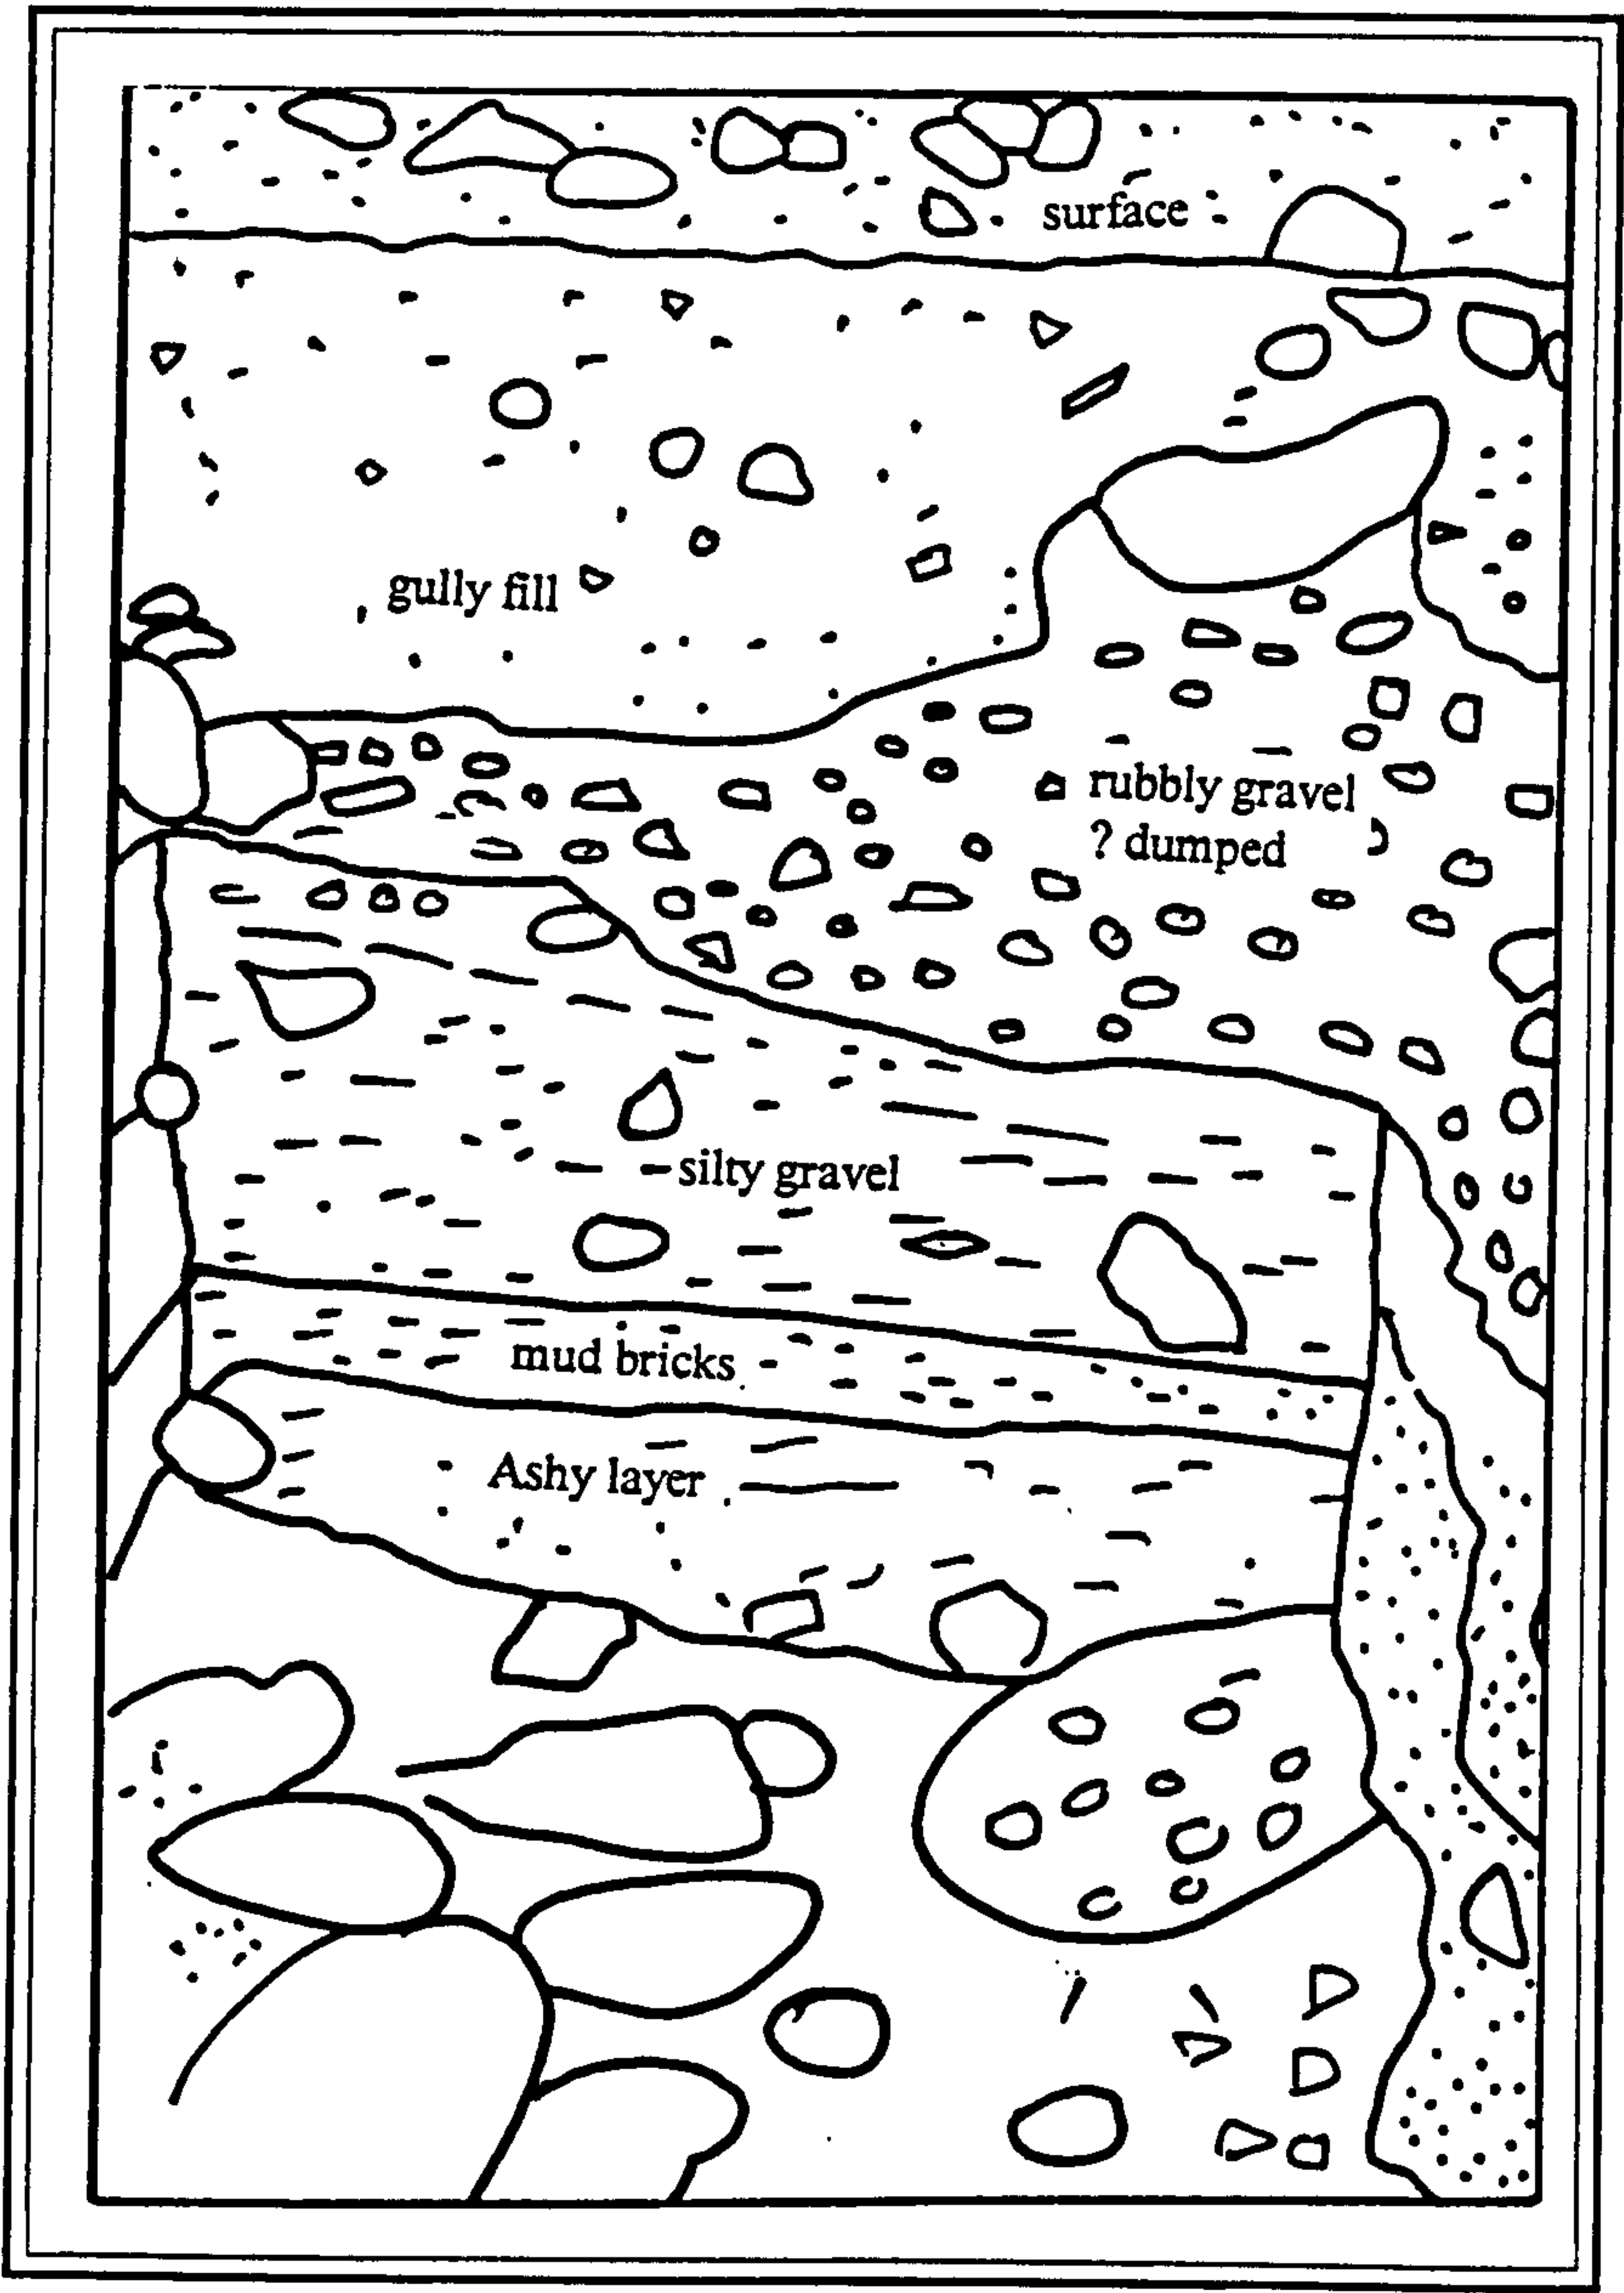 surface
gully fill
rubbly gravel
? dumped
silty gravel
mud bricks
Ashy layer